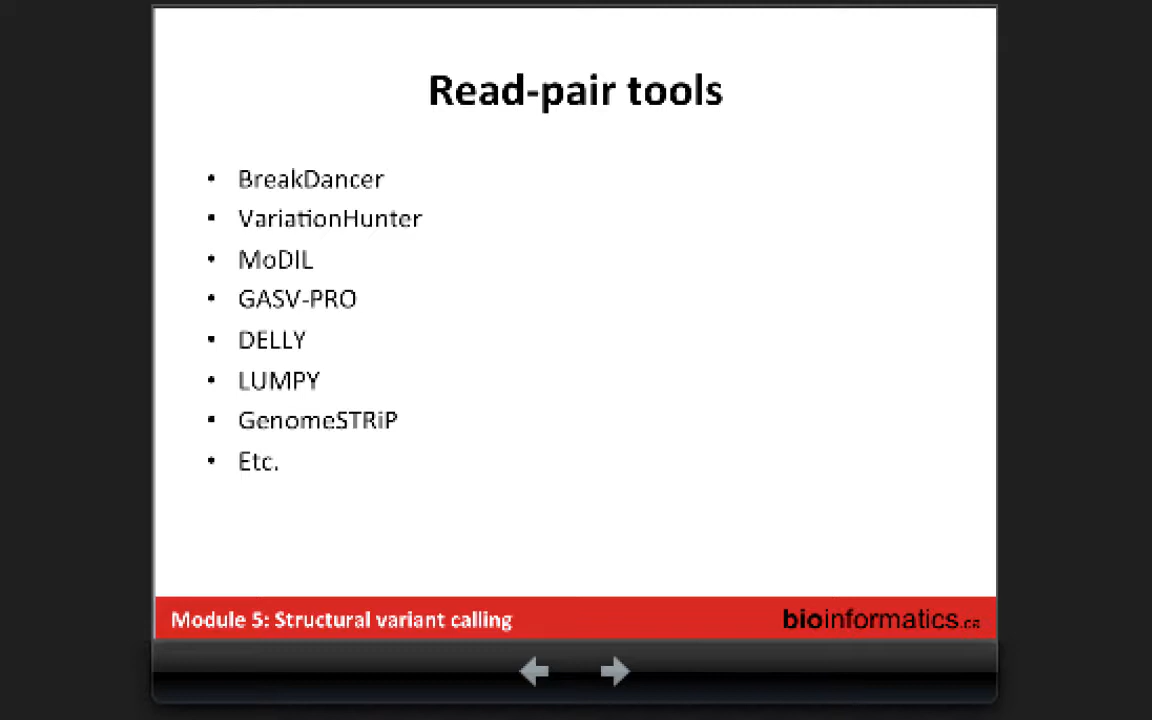 Read-pair tools
• BreakDancer
• VariationHunter
• MoDIL
• GASV-PRO
• DELLY
• LUMPY
• GenomeSTRiP
• Etc.
Module 5: Structural variant calling
bioinformatics.ca